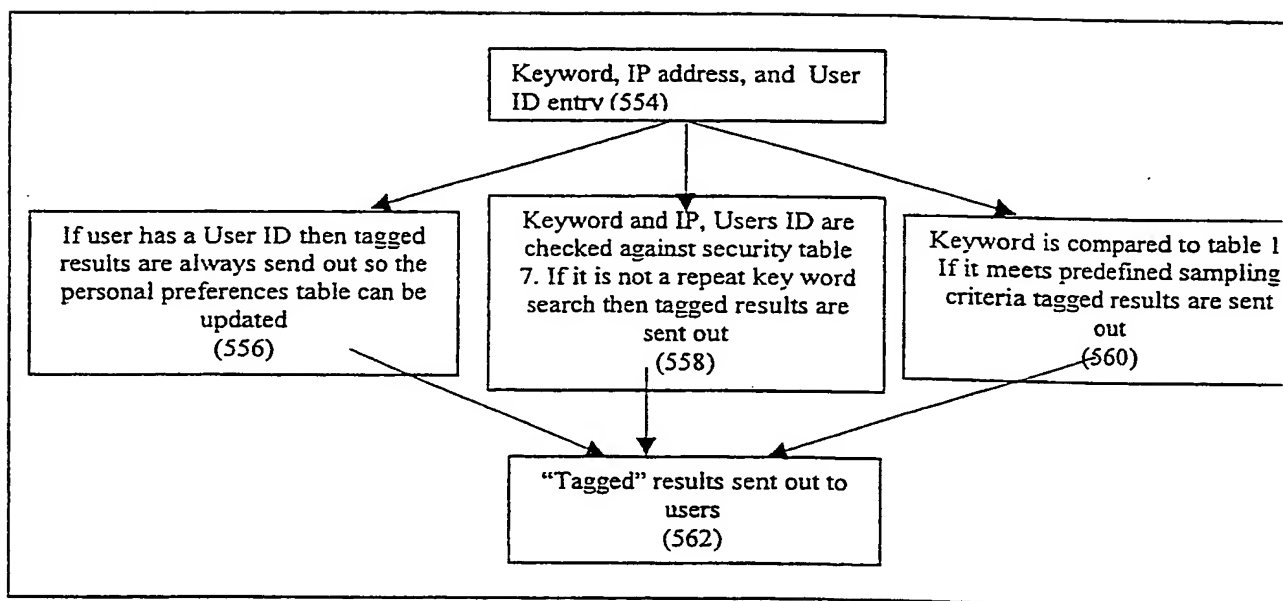 Keyword, IP address, and User
ID entry (554)
If user has a User ID then tagged
results are always send out so the
personal preferences table can be
updated
(556)
Keyword and IP, Users ID are
checked against security table
7. If it is not a repeat key word
search then tagged results are
sent out
(558)
Keyword is compared to table 1
If it meets predefined sampling
criteria tagged results are sent
out
(560)
“Tagged” results sent out to
users
(562)